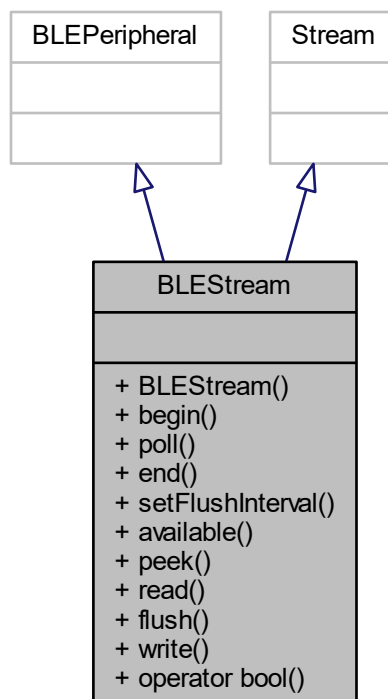 BLEPeripheral
Stream
BLEStream
+ BLEStream()
+ begin()
+ poll()
+ end()
+ setFlushInterval()
+ available()
+ peek()
+ read()
+ flush()
+ write()
+ operator bool()